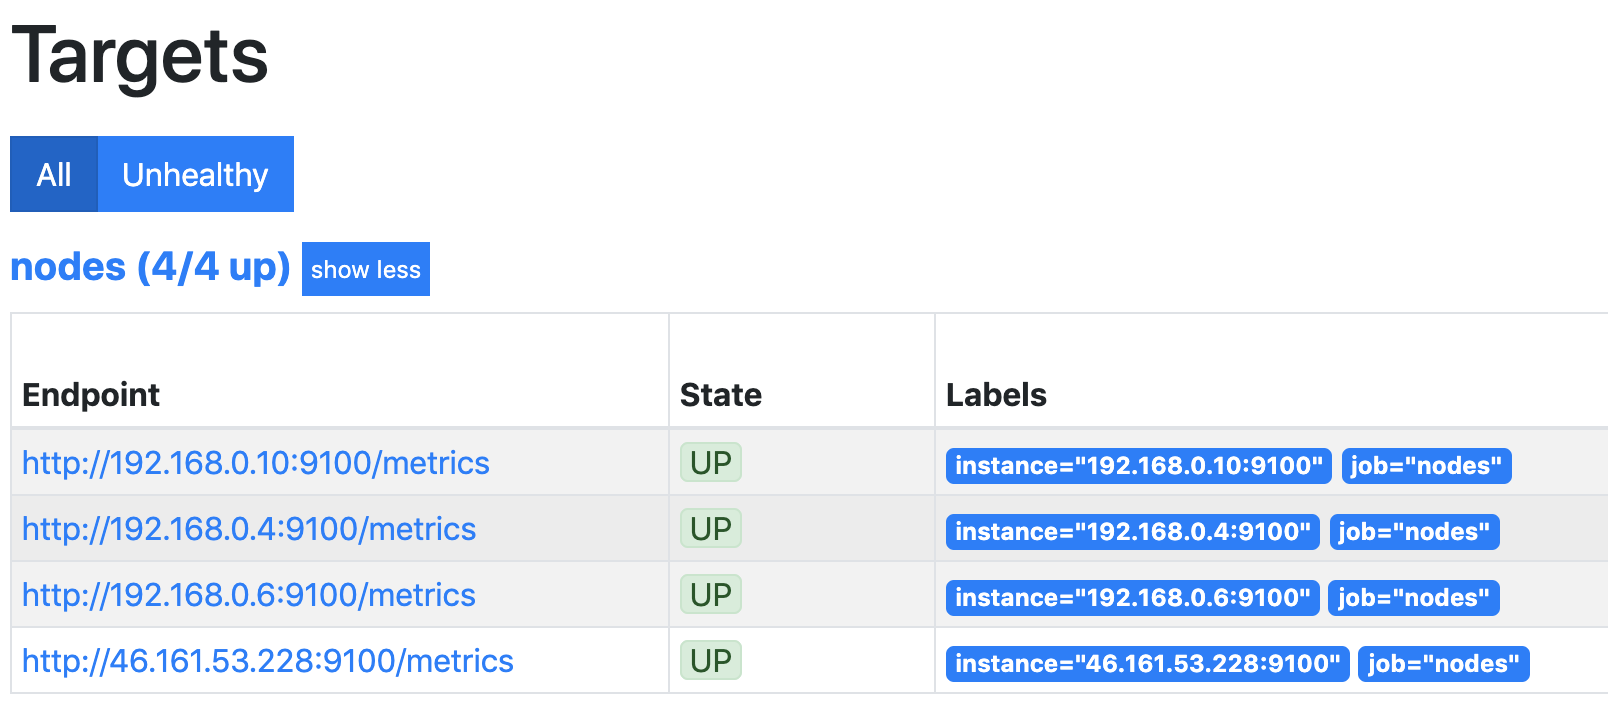 Targets
All Unhealthy
nodes (4/4 up) show less
Endpoint State Labels
http://192.168.0.10:9100/metrics UP instance="192.168.0.10:9100" job="nodes"
http://192.168.0.4:9100/metrics UP instance="192.168.0.4:9100" job="nodes"
http://192.168.0.6:9100/metrics UP instance="192.168.0.6:9100" job="nodes"
http://46.161.53.228:9100/metrics UP instance="46.161.53.228:9100" job="nodes"